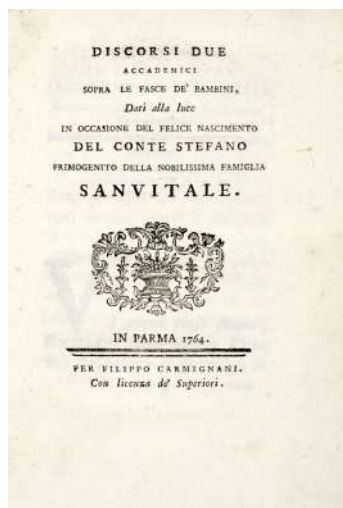 DISCORSI DUE
ACCADEMICI
SOPRA LE FASCE DE' BAMBINI,
Dati alla luce
IN OCCASIONE DEL FELICE NASCIMENTO
DEL CONTE STEFANO
PRIMOGENITO DELLA NOBILISSIMA FAMIGLIA
SANVITALE.
IN PARMA 1764.
PER FILIPPO CARMIGNANI.
Con licenza de' Superiori.